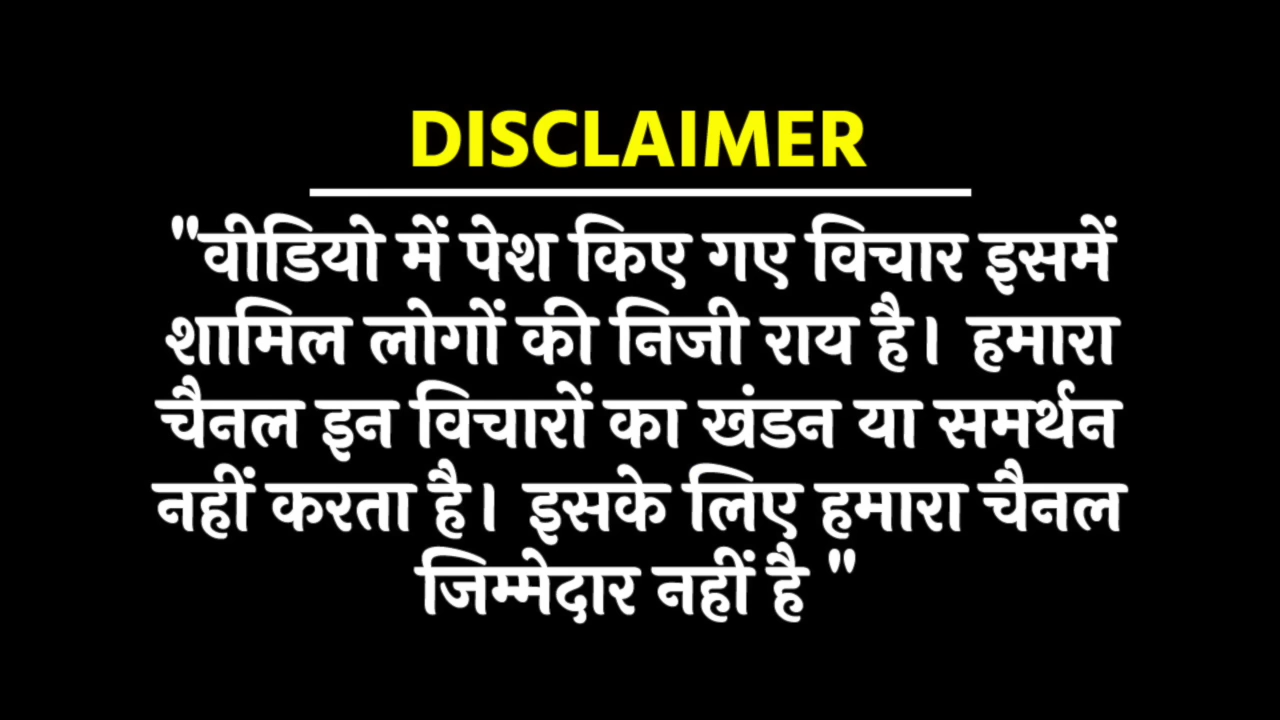 DISCLAIMER
"वीडियो में पेश किए गए विचार इसमें
शामिल लोगों की निजी राय है। हमारा
चैनल इन विचारों का खंडन या समर्थन
नहीं करता है। इसके लिए हमारा चैनल
जिम्मेदार नहीं है "